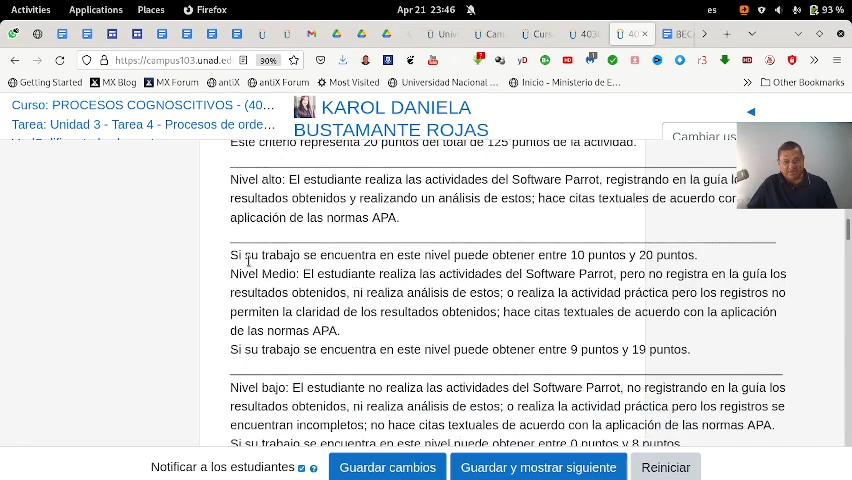 Activities Applications Places Firefox Apr 21 23:46 es 93 %
Univ Cam Curs 403 40 BEC
https://campus103.unad.ed 90%
Getting Started MX Blog MX Forum antiX antiX Forum Most Visited Universidad Nacional ... Inicio - Ministerio de E... Other Bookmarks
Curso: PROCESOS COGNOSCITIVOS - (40...
Tarea: Unidad 3 - Tarea 4 - Procesos de orde...
KAROL DANIELA
BUSTAMANTE ROJAS
Cambiar us
Este criterio representa 20 puntos del total de 125 puntos de la actividad.
Nivel alto: El estudiante realiza las actividades del Software Parrot, registrando en la guía lo
resultados obtenidos y realizando un análisis de estos; hace citas textuales de acuerdo con
aplicación de las normas APA.
Si su trabajo se encuentra en este nivel puede obtener entre 10 puntos y 20 puntos.
Nivel Medio: El estudiante realiza las actividades del Software Parrot, pero no registra en la guía los
resultados obtenidos, ni realiza análisis de estos; o realiza la actividad práctica pero los registros no
permiten la claridad de los resultados obtenidos; hace citas textuales de acuerdo con la aplicación
de las normas APA.
Si su trabajo se encuentra en este nivel puede obtener entre 9 puntos y 19 puntos.
Nivel bajo: El estudiante no realiza las actividades del Software Parrot, no registrando en la guía los
resultados obtenidos, ni realiza análisis de estos; o realiza la actividad práctica pero los registros se
encuentran incompletos; no hace citas textuales de acuerdo con la aplicación de las normas APA.
Si su trabajo se encuentra en este nivel puede obtener entre 0 puntos y 8 puntos.
Notificar a los estudiantes Guardar cambios Guardar y mostrar siguiente Reiniciar